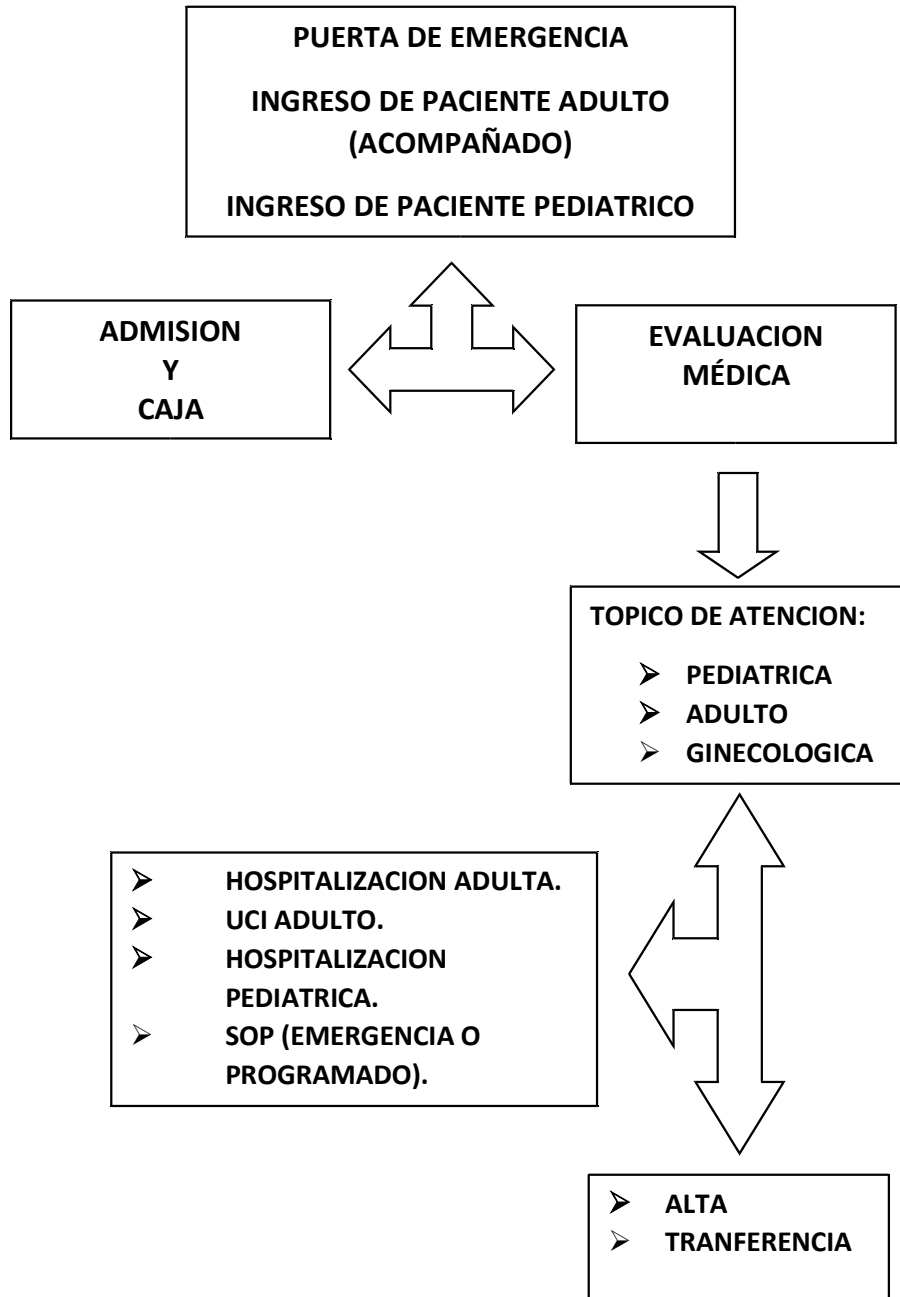 PUERTA DE EMERGENCIA
INGRESO DE PACIENTE ADULTO
(ACOMPAÑADO)
INGRESO DE PACIENTE PEDIATRICO
ADMISION
Y
CAJA
EVALUACION
MÉDICA
TOPICO DE ATENCION:
PEDIATRICA
ADULTO
GINECOLOGICA
HOSPITALIZACION ADULTA.
UCI ADULTO.
HOSPITALIZACION
PEDIATRICA.
SOP (EMERGENCIA O
PROGRAMADO).
ALTA
TRANFERENCIA